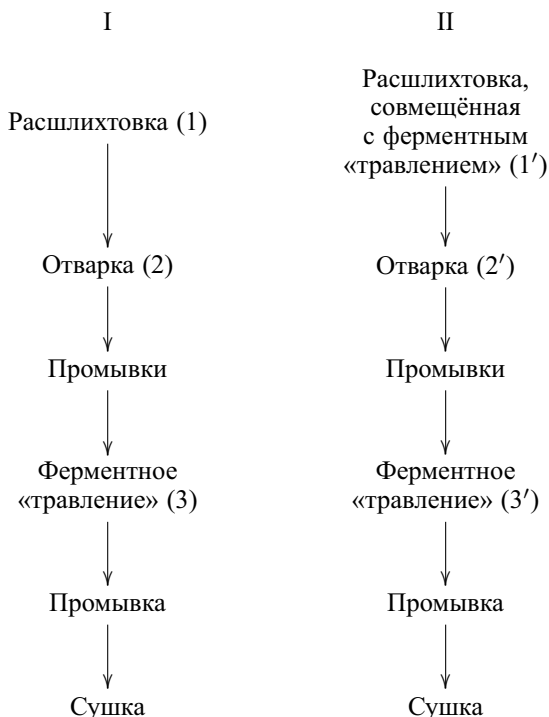 I
Расшлихтовка (1)
Отварка (2)
Промывки
Ферментное
«травление» (3)
Промывка
Сушка
II
Расшлихтовка,
совмещённая
с ферментным
«травлением» (1′)
Отварка (2′)
Промывки
Ферментное
«травление» (3′)
Промывка
Сушка